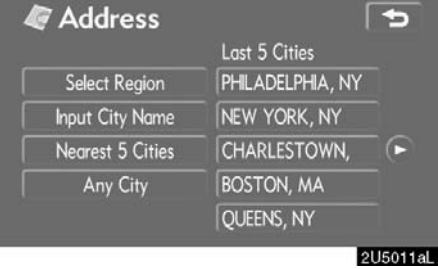 Address
Last 5 Cities
Select Region PHILADELPHIA, NY
Input City Name NEW YORK, NY
Nearest 5 Cities CHARLESTOWN,
Any City BOSTON, MA
QUEENS, NY
2U5011aL